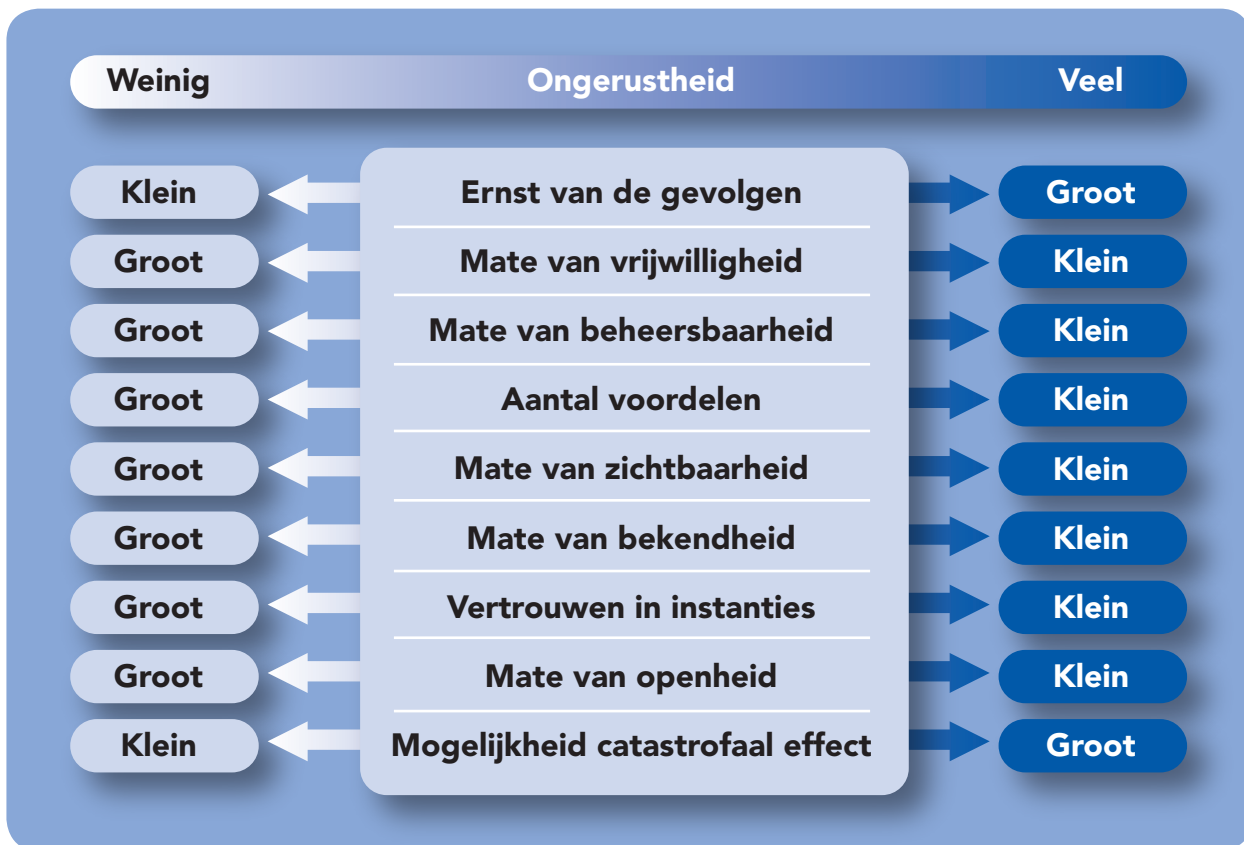 Weinig Ongerustheid Veel
Klein Ernst van de gevolgen Groot
Groot Mate van vrijwilligheid Klein
Groot Mate van beheersbaarheid Klein
Groot Aantal voordelen Klein
Groot Mate van zichtbaarheid Klein
Groot Mate van bekendheid Klein
Groot Vertrouwen in instanties Klein
Groot Mate van openheid Klein
Klein Mogelijkheid catastrofaal effect Groot